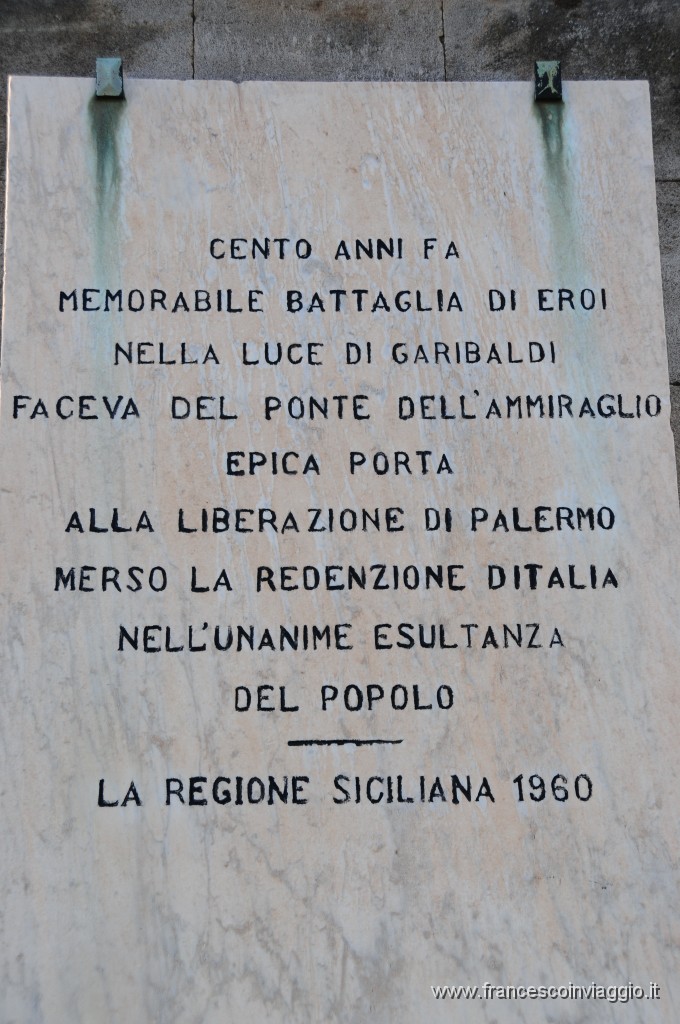 CENTO ANNI FA
MEMORABILE BATTAGLIA DI EROI
NELLA LUCE DI GARIBALDI
FACEVA DEL PONTE DELL'AMMIRAGLIO
EPICA PORTA
ALLA LIBERAZIONE DI PALERMO
MERSO LA REDENZIONE DITALIA
NELL'UNANIME ESULTANZA
DEL POPOLO
LA REGIONE SICILIANA 1960
www.francescoinviaggio.it